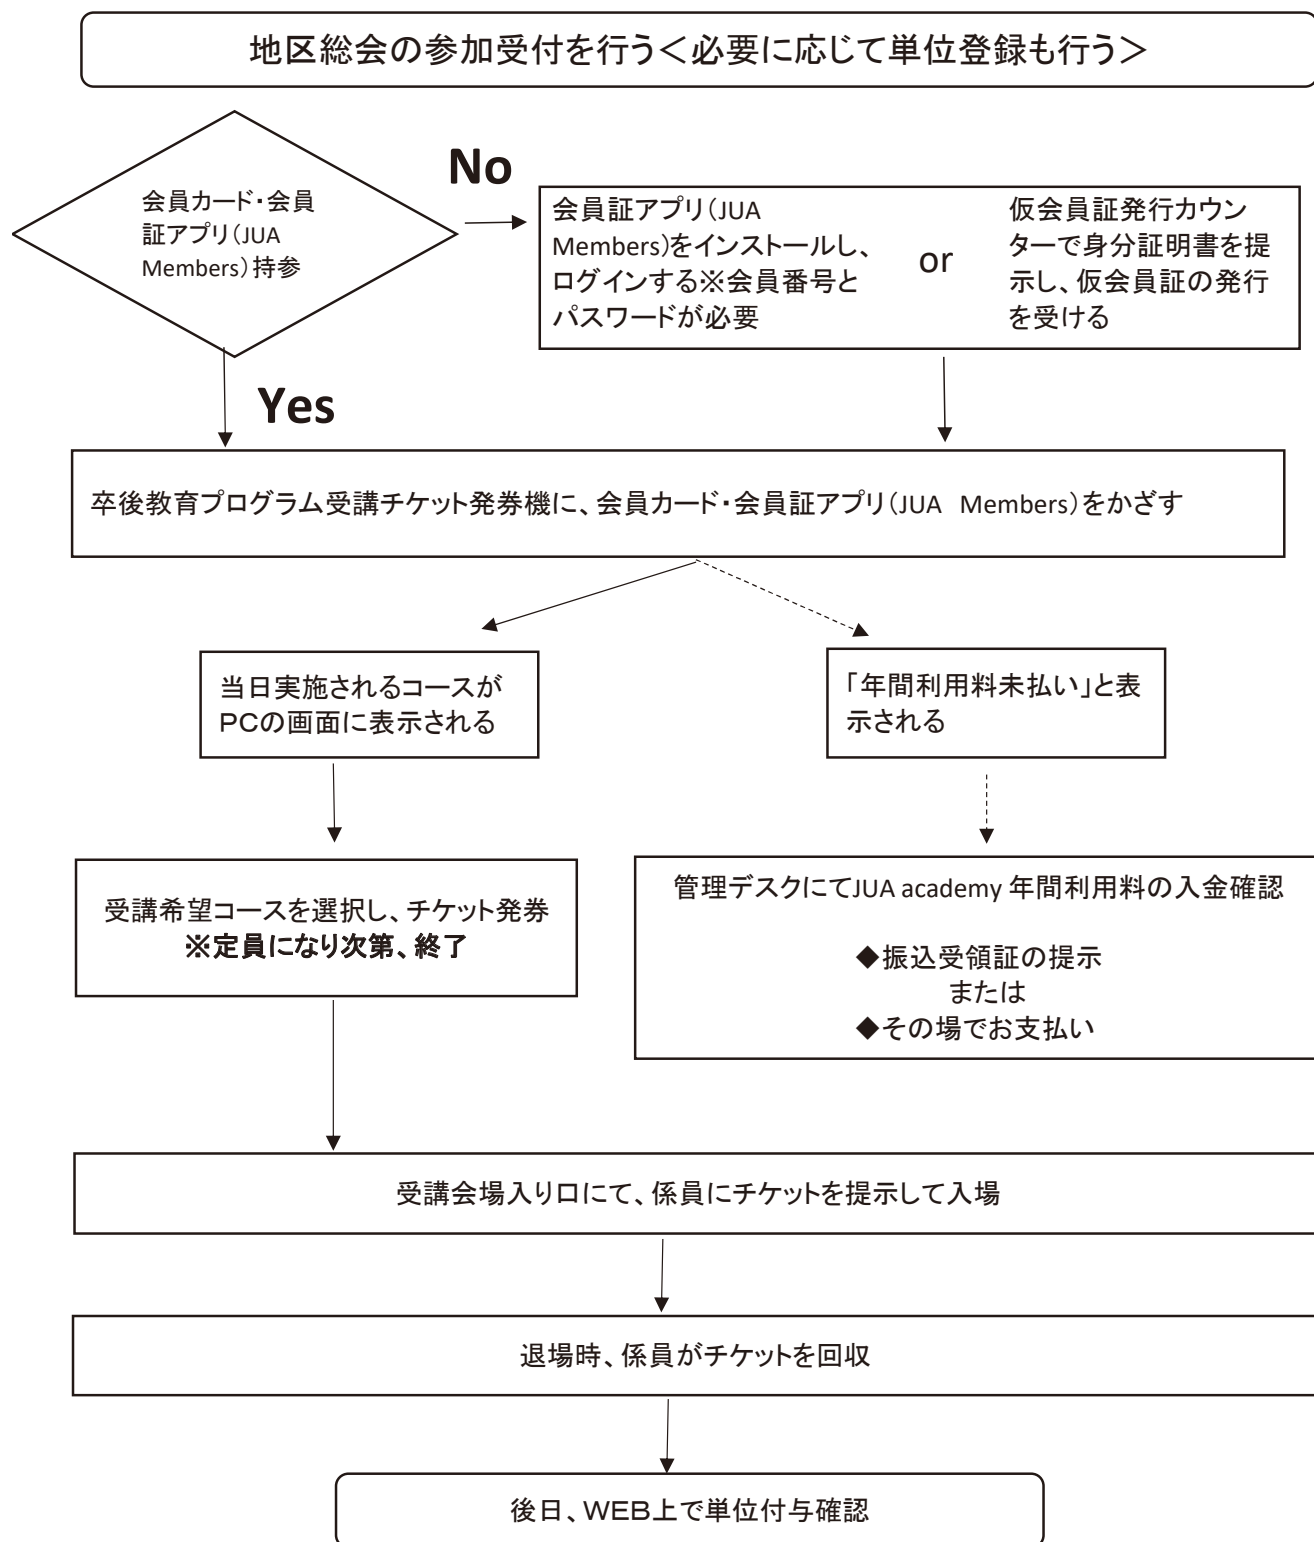 地区総会の参加受付を行う＜必要に応じて単位登録も行う＞
会員カード・会員
証アプリ（JUA
Members）持参
No
会員証アプリ（JUA
Members）をインストールし、
ログインする※会員番号と
パスワードが必要
or
仮会員証発行カウン
ターで身分証明書を提
示し、仮会員証の発行
を受ける
Yes
卒後教育プログラム受講チケット発券機に、会員カード・会員証アプリ（JUA　Members）をかざす
当日実施されるコースが
PCの画面に表示される
「年間利用料未払い」と表
示される
受講希望コースを選択し、チケット発券
※定員になり次第、終了
管理デスクにてJUA academy 年間利用料の入金確認
◆振込受領証の提示
または
◆その場でお支払い
受講会場入り口にて、係員にチケットを提示して入場
退場時、係員がチケットを回収
後日、WEB上で単位付与確認